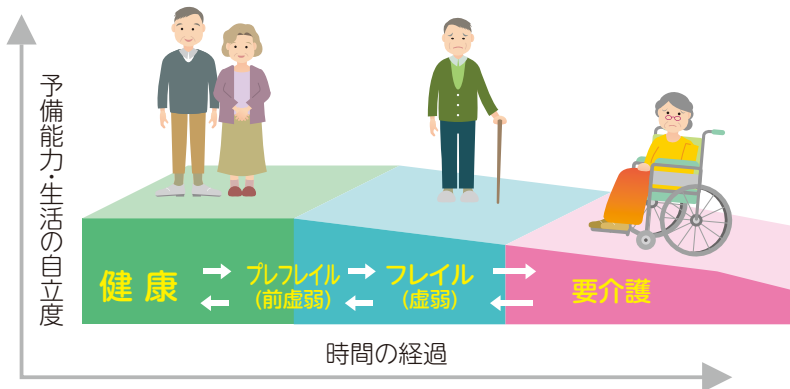 予備能力・生活の自立度
健康
プレフレイル
(前虚弱)
フレイル
(虚弱)
要介護
時間の経過